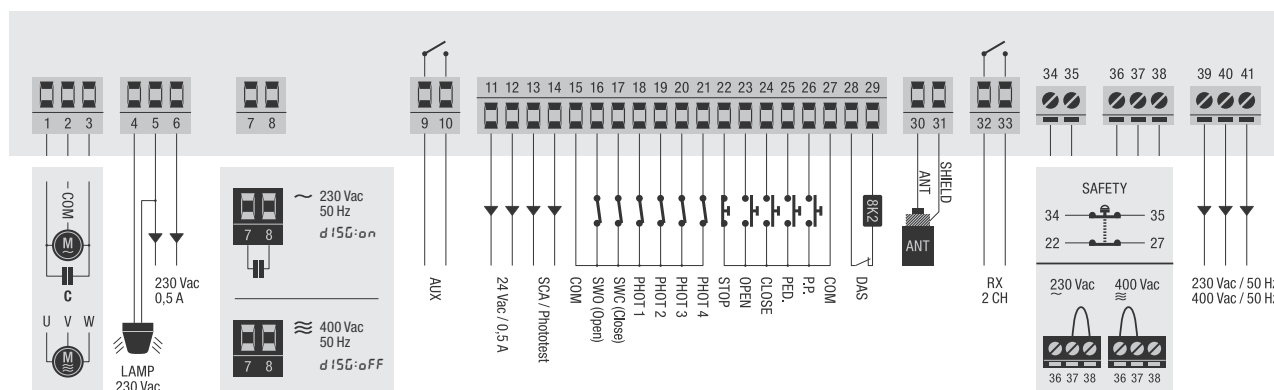 34 35
36 37 38
39 40 41
11 12 13 14 15 16 17 18 19 20 21 22 23 24 25 26 27 28 29
1 2 3
4 5 6
7 8
9 10
30 31
32 33
COM
M
C
U V W
M
230 Vac
0,5 A
LAMP
230 Vac
7 8
230 Vac
50 Hz
d15G:on
7 8
400 Vac
50 Hz
d15G:oFF
AUX
24 Vac / 0,5 A
SCA / Phototest
COM
SWO (Open)
SWC (Close)
PHOT 1
PHOT 2
PHOT 3
PHOT 4
STOP
OPEN
CLOSE
PED.
P.P.
COM
DAS
8K2
ANT
SHIELD
ANT
RX
2 CH
SAFETY
34 35
22 27
230 Vac
400 Vac
36 37 38
36 37 38
230 Vac / 50 Hz
400 Vac / 50 Hz